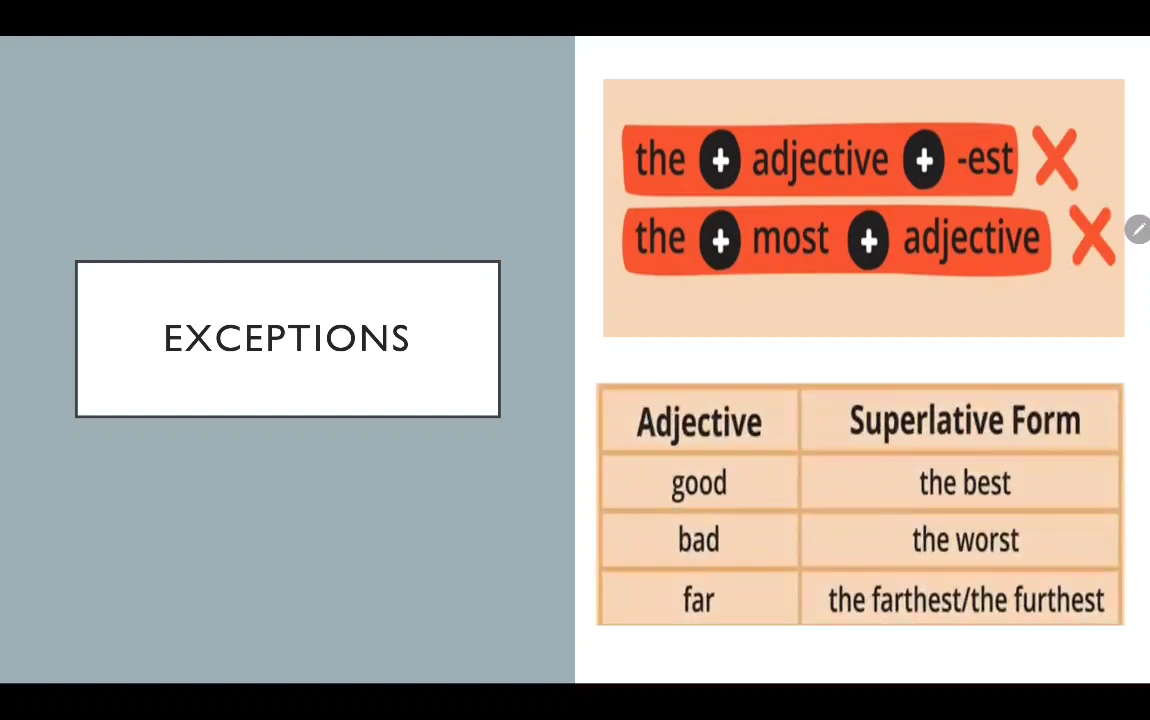 EXCEPTIONS
the + adjective + -est X
the + most + adjective X
Adjective Superlative Form
good the best
bad the worst
far the farthest/the furthest